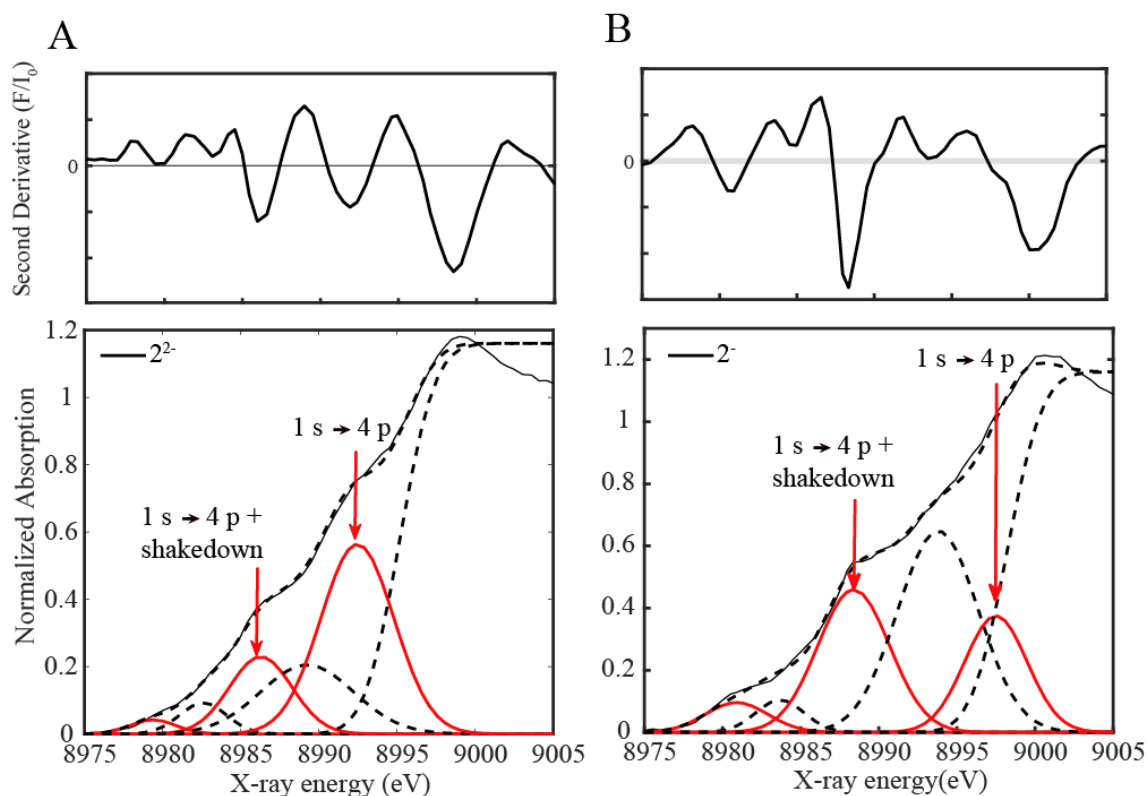 A
B
Second Derivative (F/I₀)
0
0
1.2
1
0.8
0.6
0.4
0.2
0
Normalized Absorption
2²⁻
1 s → 4 p
1 s → 4 p +
shakedown
8975 8980 8985 8990 8995 9000 9005
X-ray energy (eV)
1.2
1
0.8
0.6
0.4
0.2
0
2⁻
1 s → 4 p
1 s → 4 p +
shakedown
8975 8980 8985 8990 8995 9000 9005
X-ray energy(eV)